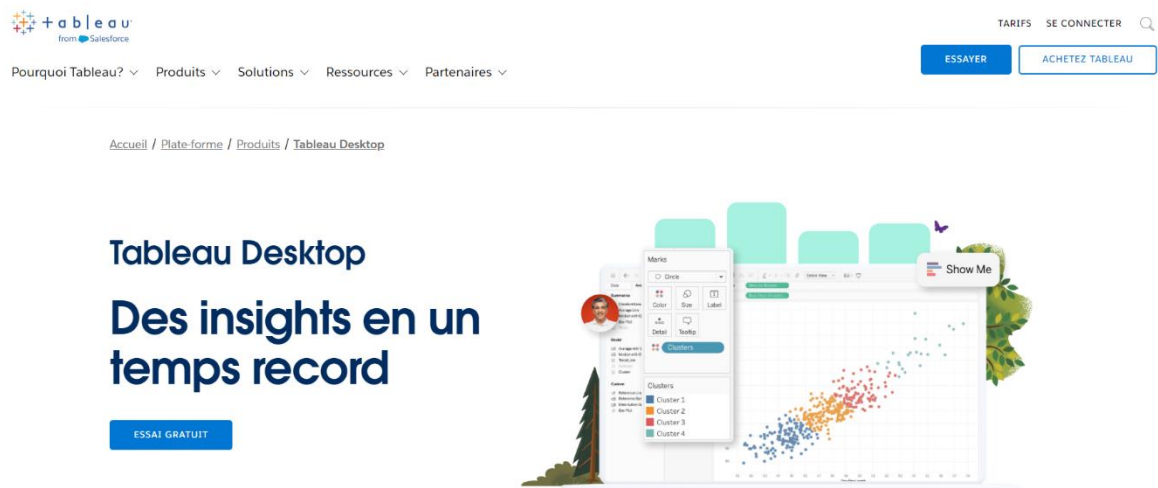 + a b | e a u
from Salesforce
TARIFS SE CONNECTER
ESSAYER ACHETEZ TABLEAU
Pourquoi Tableau? Produits Solutions Ressources Partenaires
Accueil / Plate-forme / Produits / Tableau Desktop
Tableau Desktop
Des insights en un
temps record
ESSAI GRATUIT
Marks
Circle
Color Size Label
Detail Tooltip
Clusters
Clusters
Cluster 1
Cluster 2
Cluster 3
Cluster 4
Show Me